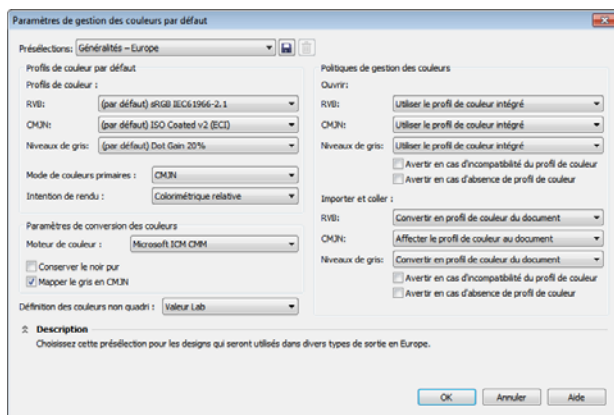 Paramètres de gestion des couleurs par défaut
Présélections: Généralités – Europe
Profils de couleur par défaut
Profils de couleur :
RVB: (par défaut) sRGB IEC61966-2.1
CMJN: (par défaut) ISO Coated v2 (ECI)
Niveaux de gris: (par défaut) Dot Gain 20%
Mode de couleurs primaires : CMJN
Intention de rendu : Colorimétrique relative
Paramètres de conversion des couleurs
Moteur de couleur : Microsoft ICM CMM
Conserver le noir pur
Mapper le gris en CMJN
Définition des couleurs non quadri : Valeur Lab
Politiques de gestion des couleurs
Ouvrir:
RVB: Utiliser le profil de couleur intégré
CMJN: Utiliser le profil de couleur intégré
Niveaux de gris: Utiliser le profil de couleur intégré
Avertir en cas d'incompatibilité du profil de couleur
Avertir en cas d'absence de profil de couleur
Importer et coller :
RVB: Convertir en profil de couleur du document
CMJN: Affecter le profil de couleur au document
Niveaux de gris: Convertir en profil de couleur du document
Avertir en cas d'incompatibilité du profil de couleur
Avertir en cas d'absence de profil de couleur
Description
Choisissez cette présélection pour les designs qui seront utilisés dans divers types de sortie en Europe.
OK Annuler Aide